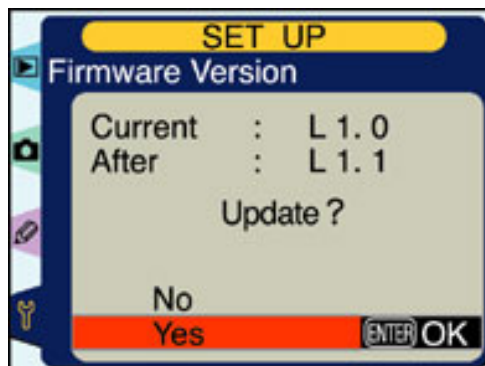 SET UP
Firmware Version
Current : L 1. 0
After : L 1. 1
Update ?
No
Yes ENTER OK